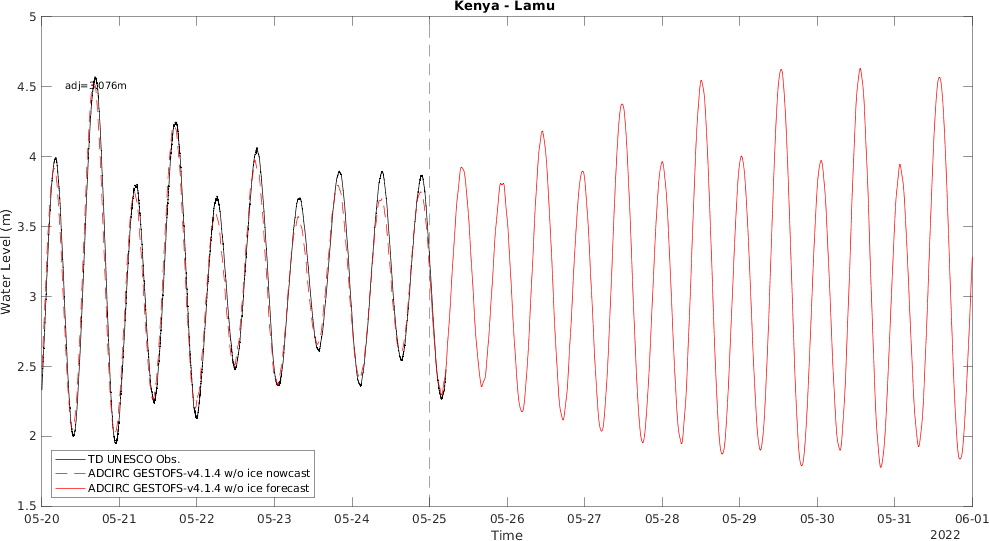 Kenya - Lamu
5
4.5
4
3.5
3
2.5
2
1.5
Water Level (m)
adj=3.076m
TD UNESCO Obs.
ADCIRC GESTOFS-v4.1.4 w/o ice nowcast
ADCIRC GESTOFS-v4.1.4 w/o ice forecast
05-20 05-21 05-22 05-23 05-24 05-25 05-26 05-27 05-28 05-29 05-30 05-31 06-01
Time
2022